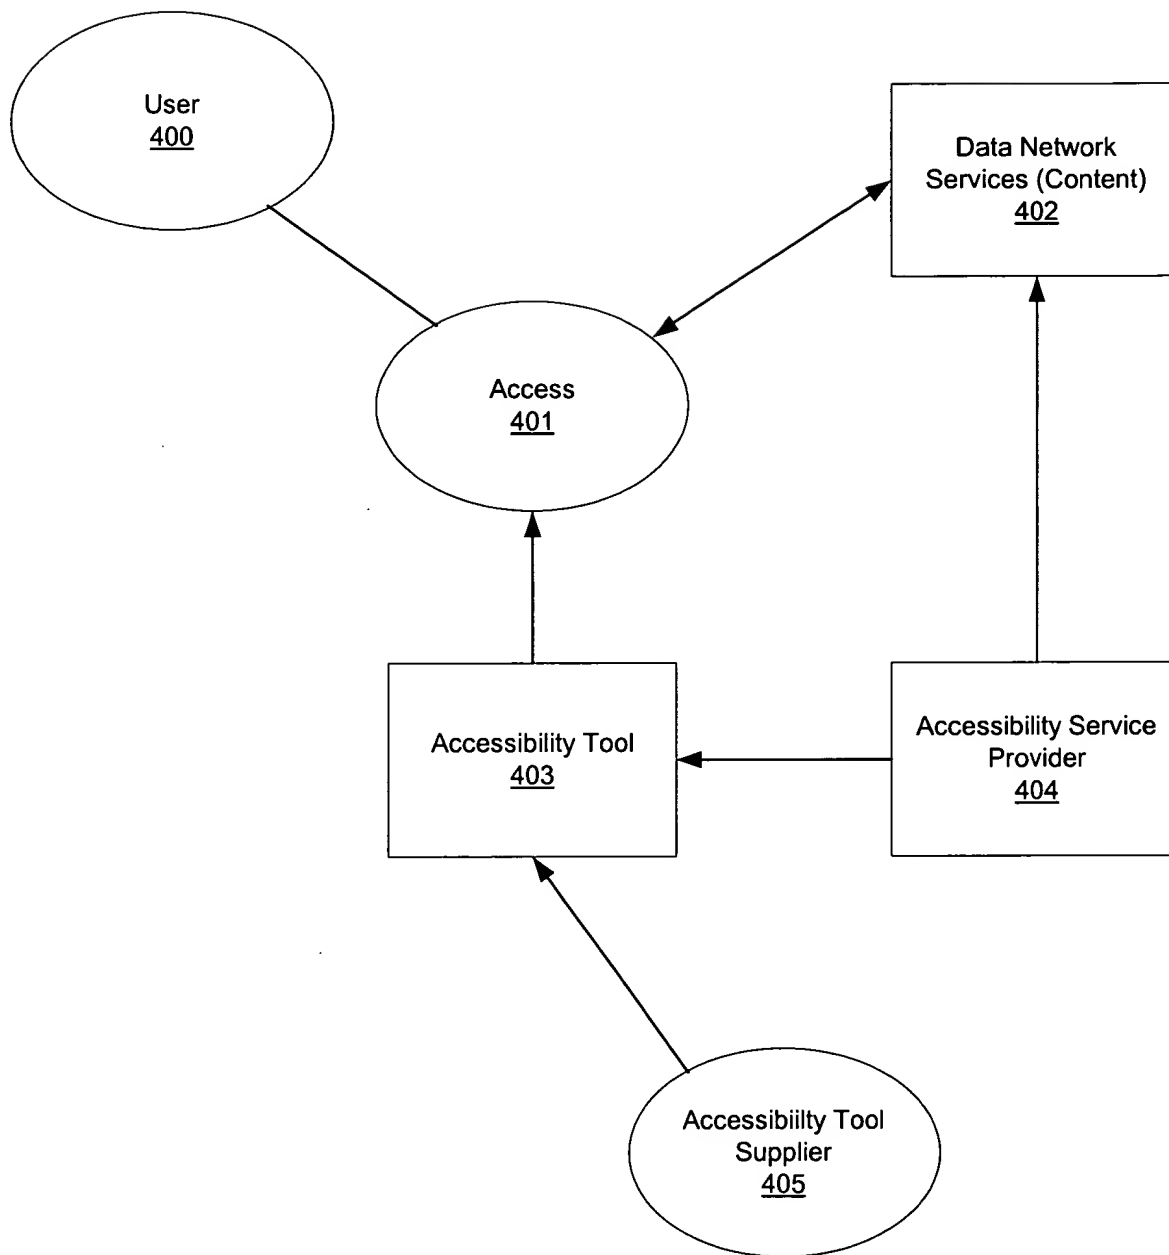 User
400
Data Network
Services (Content)
402
Access
401
Accessibility Tool
403
Accessibility Service
Provider
404
Accessibiilty Tool
Supplier
405